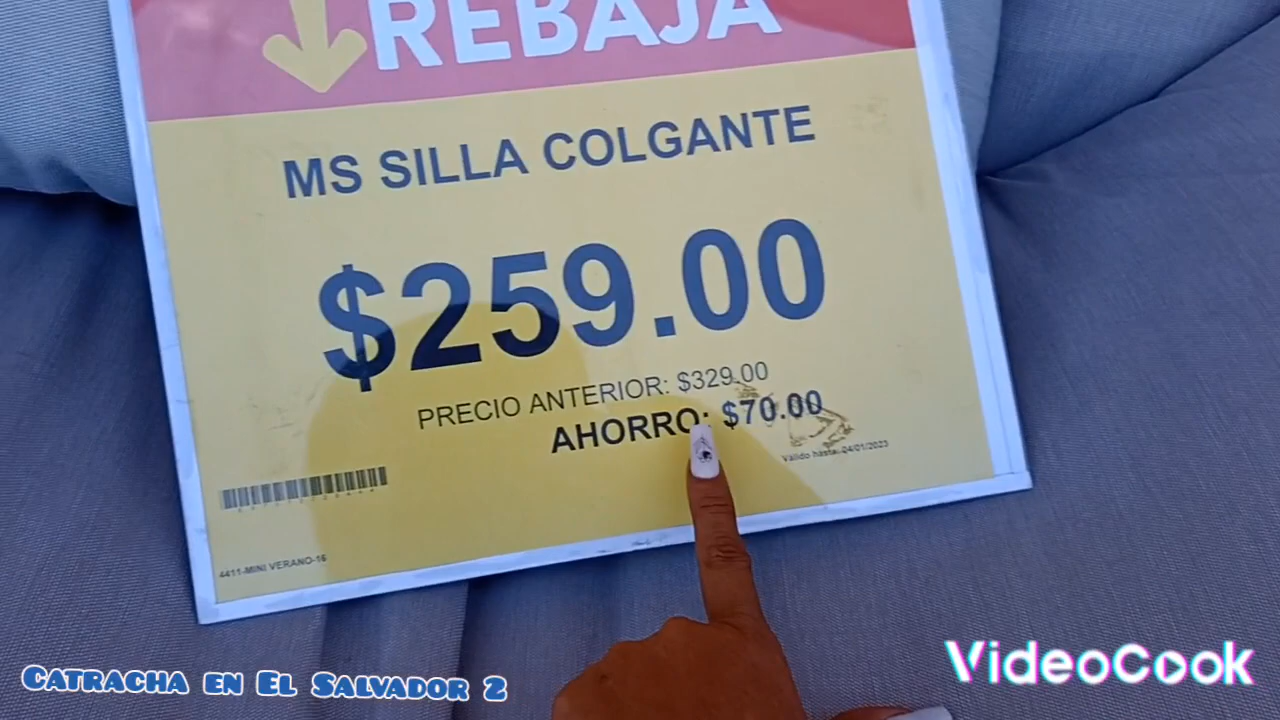 REBAJA
MS SILLA COLGANTE
$259.00
PRECIO ANTERIOR: $329.00
AHORRO: $70.00
Válido hasta: 04/01/2023
4411-MINI VERANO-16
Catracha en El Salvador 2
VideoCook